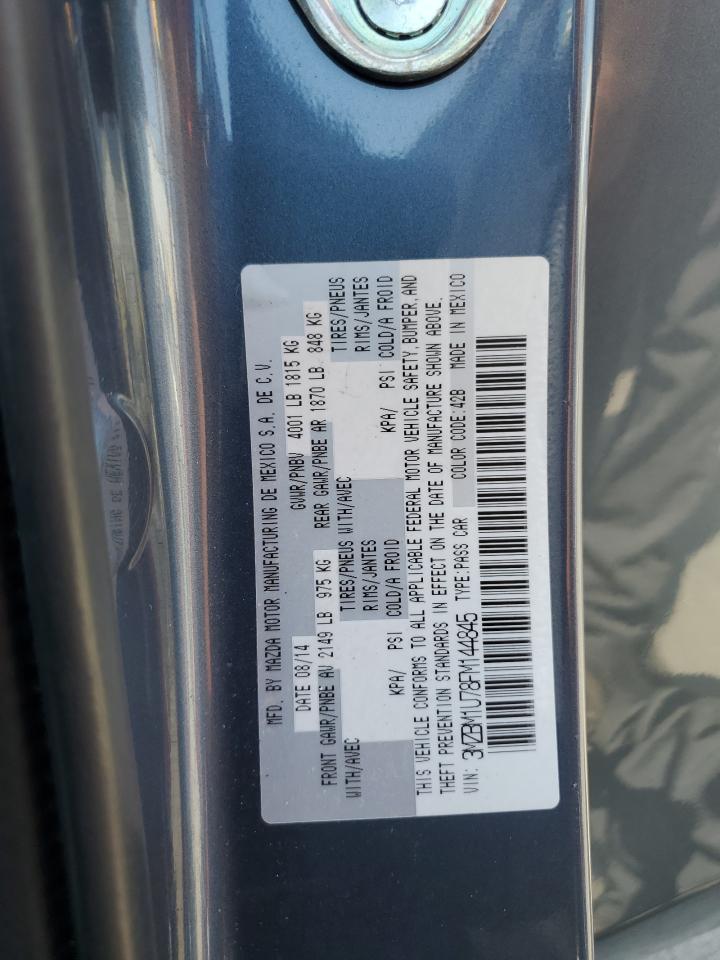 MFD. BY MAZDA MOTOR MANUFACTURING DE MEXICO S.A. DE C.V.
DATE 08/14 GVWR/PNBV 4001 LB 1815 KG
FRONT GAWR/PNBE AV 2149 LB 975 KG REAR GAWR/PNBE AR 1870 LB 848 KG
WITH/AVEC TIRES/PNEUS WITH/AVEC TIRES/PNEUS
RIMS/JANTES RIMS/JANTES
KPA/ PSI COLD/A FROID KPA/ PSI COLD/A FROID
THIS VEHICLE CONFORMS TO ALL APPLICABLE FEDERAL MOTOR VEHICLE SAFETY, BUMPER, AND
THEFT PREVENTION STANDARDS IN EFFECT ON THE DATE OF MANUFACTURE SHOWN ABOVE.
VIN: 3MZBM1U78FM144845 TYPE:PASS CAR COLOR CODE:42B MADE IN MEXICO